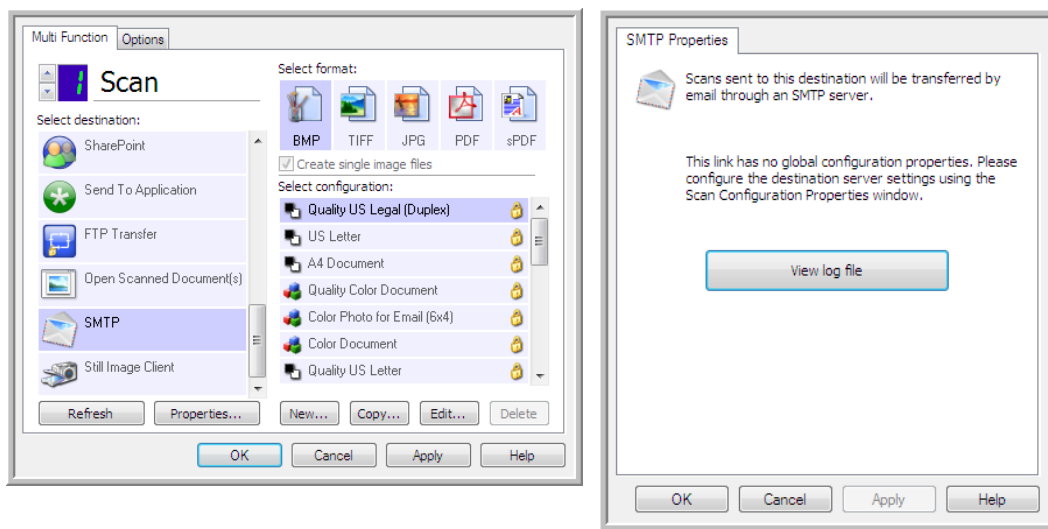 Multi Function
Options
1
Scan
Select destination:
SharePoint
Send To Application
FTP Transfer
Open Scanned Document(s)
SMTP
Still Image Client
Refresh
Properties...
Select format:
BMP
TIFF
JPG
PDF
sPDF
Create single image files
Select configuration:
Quality US Legal (Duplex)
US Letter
A4 Document
Quality Color Document
Color Photo for Email (6x4)
Color Document
Quality US Letter
New...
Copy...
Edit...
Delete
OK
Cancel
Apply
Help
SMTP Properties
Scans sent to this destination will be transferred by
email through an SMTP server.
This link has no global configuration properties. Please
configure the destination server settings using the
Scan Configuration Properties window.
View log file
OK
Cancel
Apply
Help